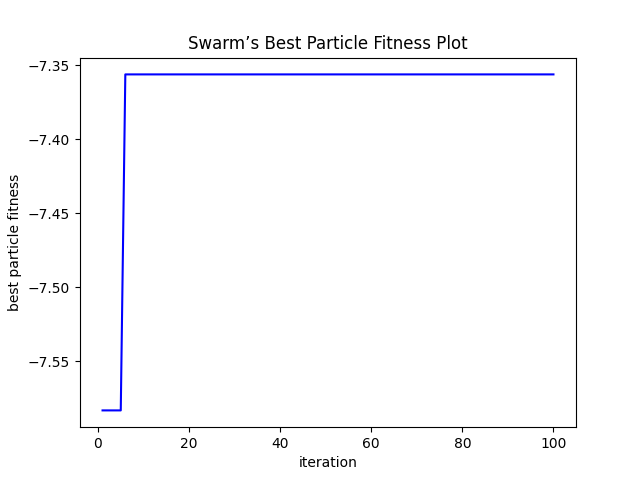 Swarm’s Best Particle Fitness Plot
best particle fitness
−7.35
−7.40
−7.45
−7.50
−7.55
0 20 40 60 80 100
iteration